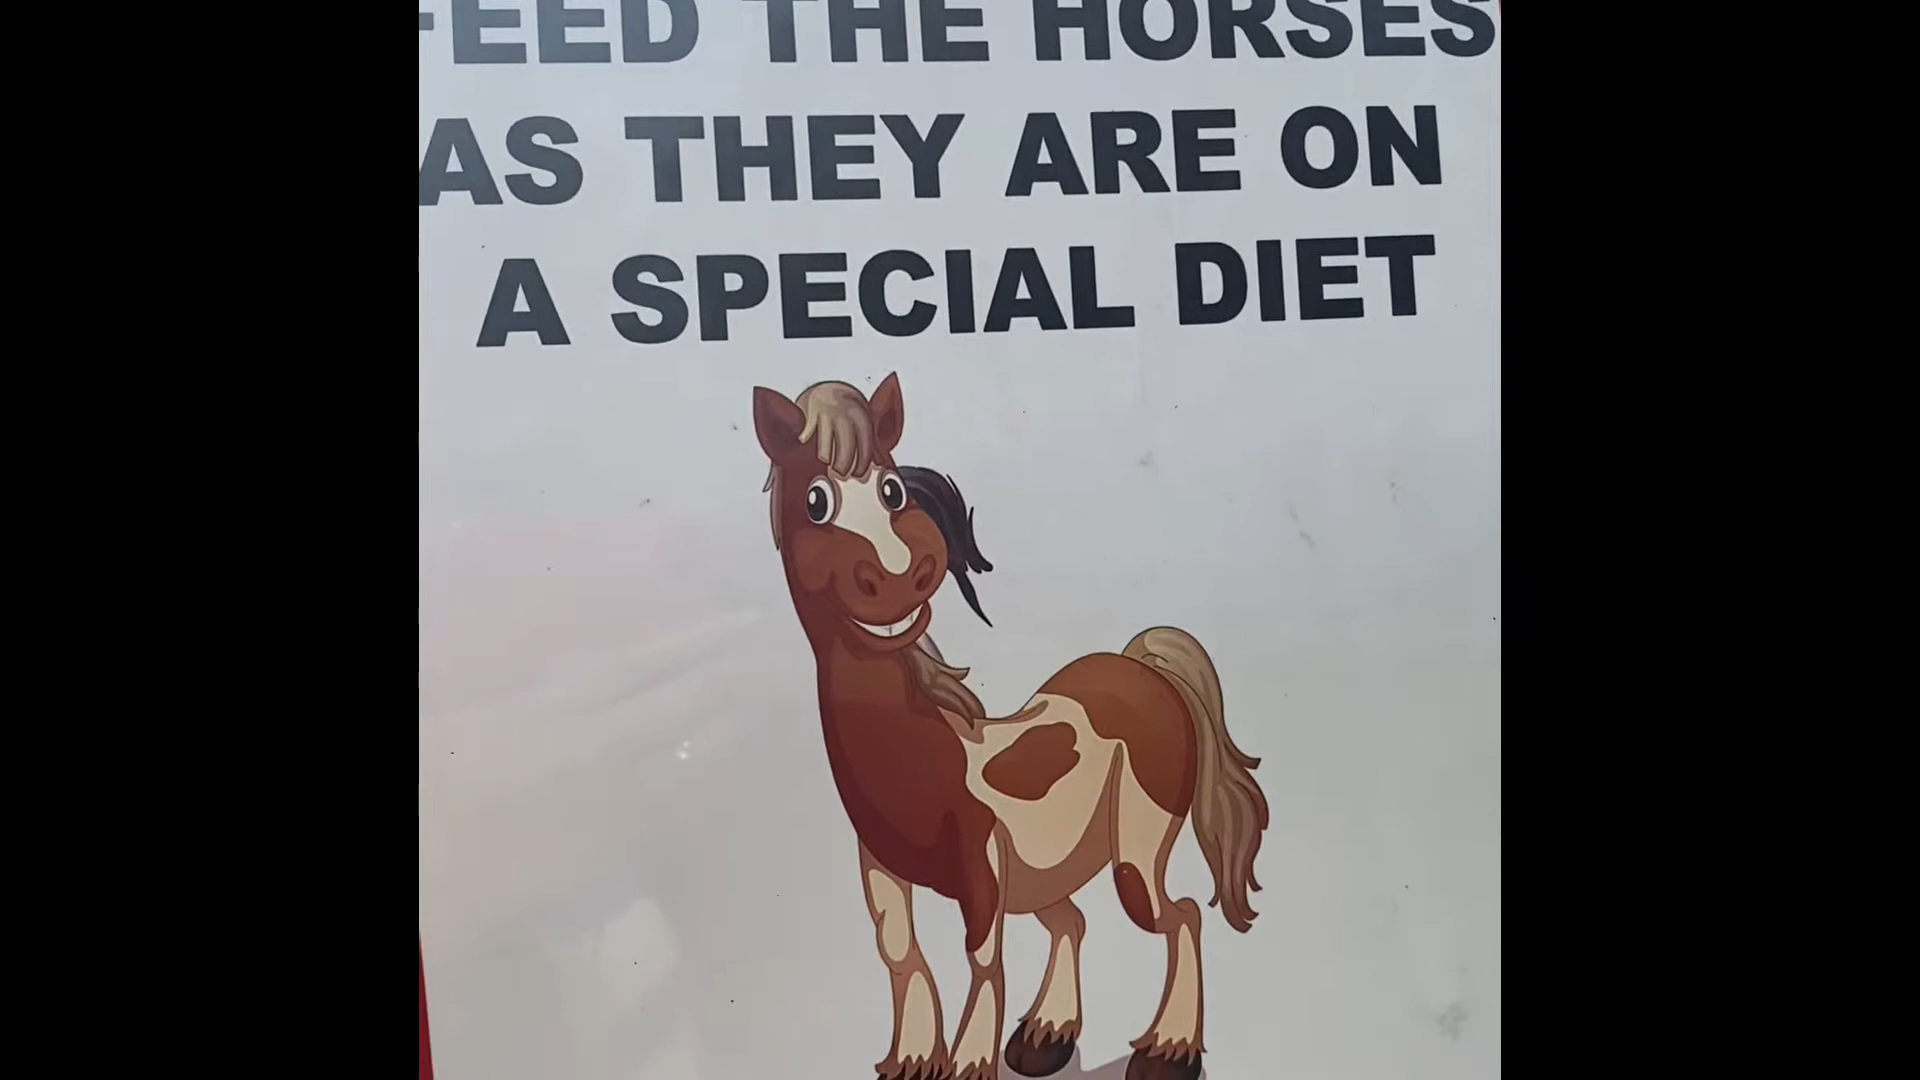 FEED THE HORSES
AS THEY ARE ON
A SPECIAL DIET